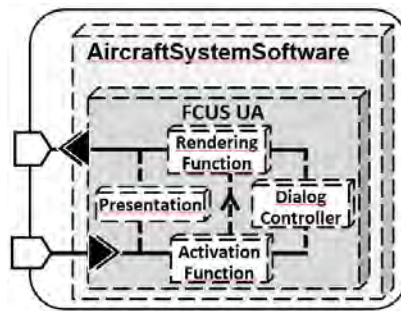 AircraftSystemSoftware
FCUS UA
Rendering
Function
Presentation
Dialog
Controller
Activation
Function